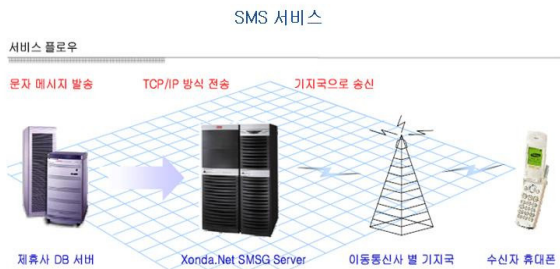 SMS 서비스
서비스 플로우
문자 메시지 발송 TCP/IP 방식 전송 기지국으로 송신
제휴사 DB 서버 Xonda.Net SMSG Server 이동통신사 별 기지국 수신자 휴대폰